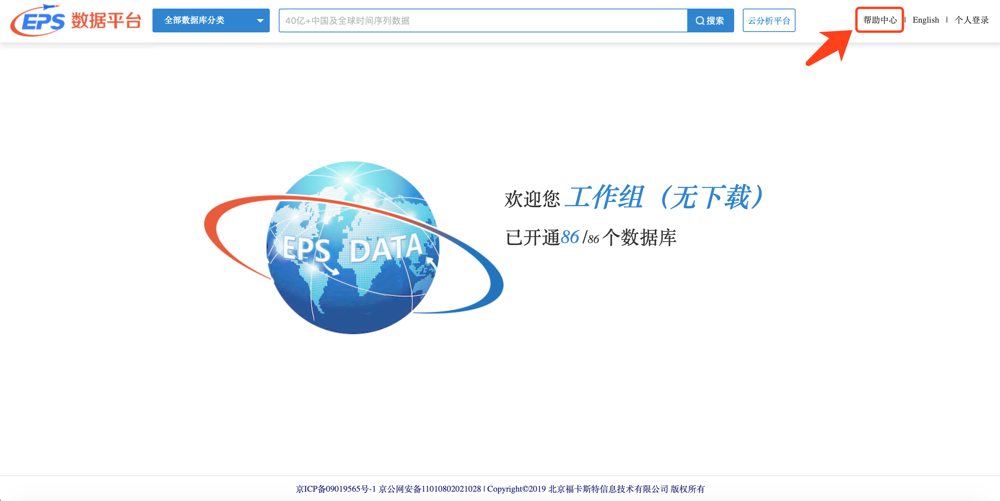 EPS 数据平台
全部数据库分类
40亿+中国及全球时间序列数据
搜索
云分析平台
帮助中心 | English | 个人登录
EPS DATA
欢迎您 工作组（无下载）
已开通86/86个数据库
京ICP备09019565号-1 京公网安备11010802021028 | Copyright©2019 北京福卡斯特信息技术有限公司 版权所有